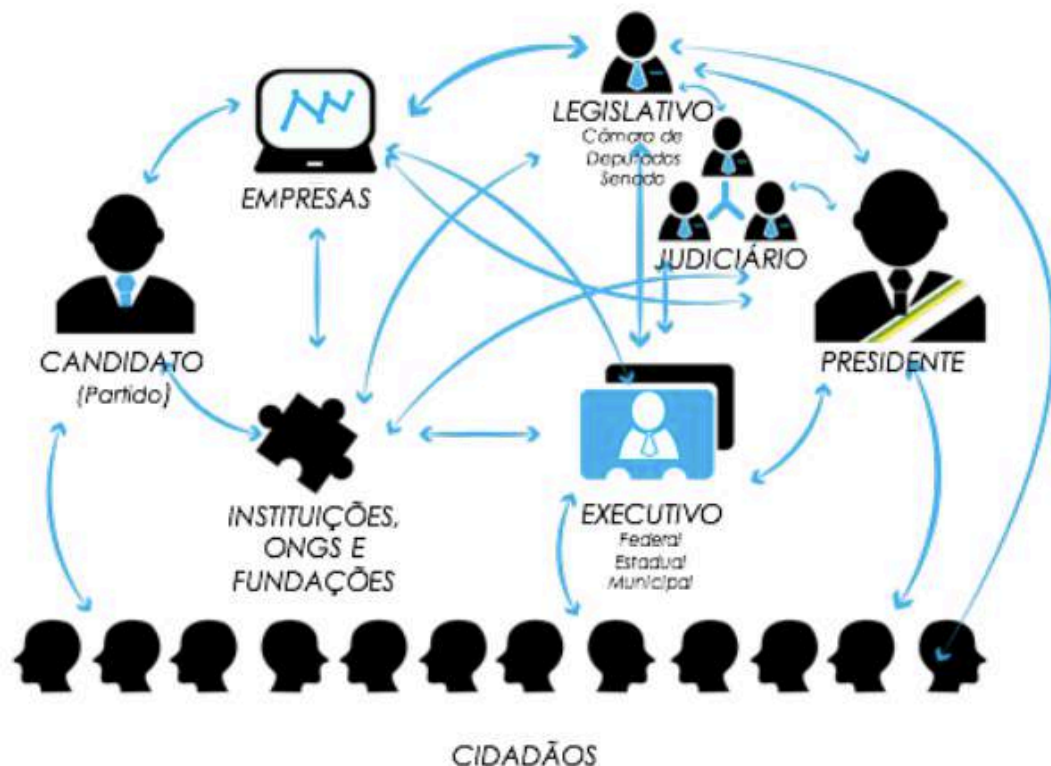 LEGISLATIVO
Câmara de
Deputados
Senado
EMPRESAS
JUDICIÁRIO
CANDIDATO
(Partido)
PRESIDENTE
INSTITUIÇÕES,
ONGS E
FUNDAÇÕES
EXECUTIVO
Federal
Estadual
Municipal
CIDADÃOS